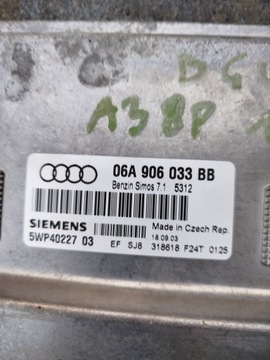 A3 8P
06A 906 033 BB
Benzin Simos 7.1 5312
SIEMENS
Made in Czech Rep.
18.09.03
5WP40227 03
EF SJ8 318618 F24T 0125